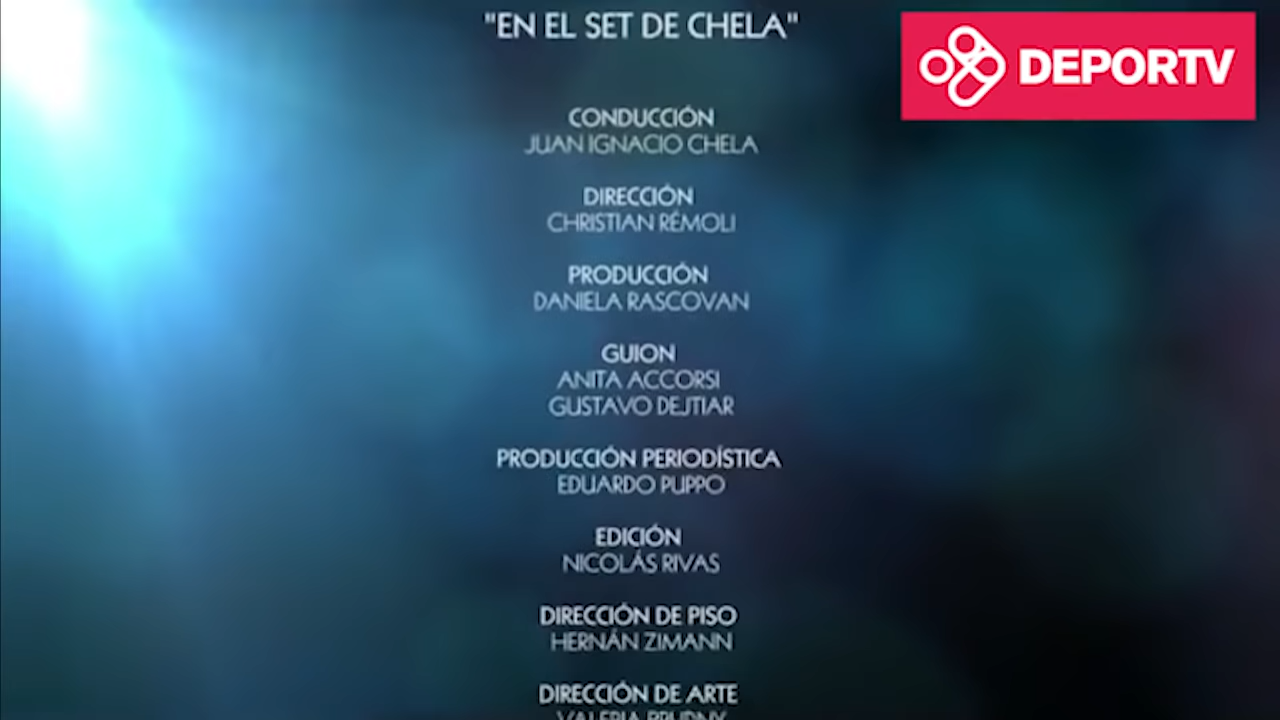 "EN EL SET DE CHELA"
DEPORTV
CONDUCCIÓN
JUAN IGNACIO CHELA
DIRECCIÓN
CHRISTIAN RÉMOLI
PRODUCCIÓN
DANIELA RASCOVAN
GUION
ANITA ACCORSI
GUSTAVO DEJTIAR
PRODUCCIÓN PERIODÍSTICA
EDUARDO PUPPO
EDICIÓN
NICOLÁS RIVAS
DIRECCIÓN DE PISO
HERNÁN ZIMANN
DIRECCIÓN DE ARTE
VALERIA